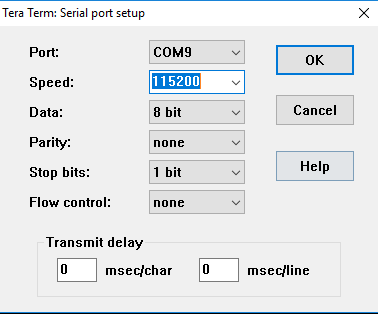 Tera Term: Serial port setup
Port: COM9 OK
Speed: 115200
Data: 8 bit Cancel
Parity: none
Stop bits: 1 bit Help
Flow control: none
Transmit delay
0 msec/char 0 msec/line